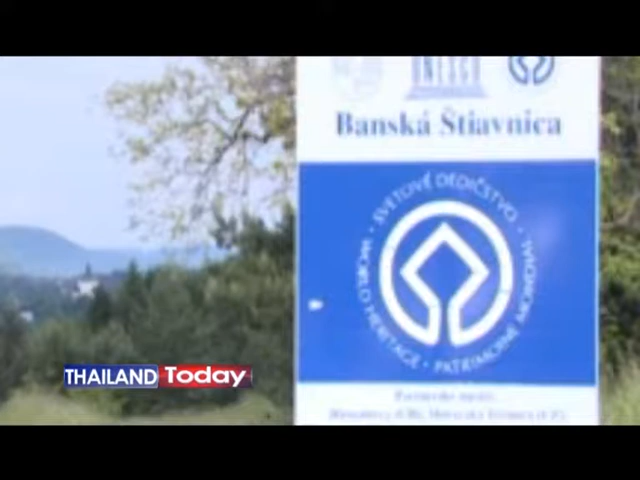 UNESCO
Banská Štiavnica
SVETOVÉ DEDIČSTVO • WORLD HERITAGE • PATRIMOINE MONDIAL •
THAILAND Today